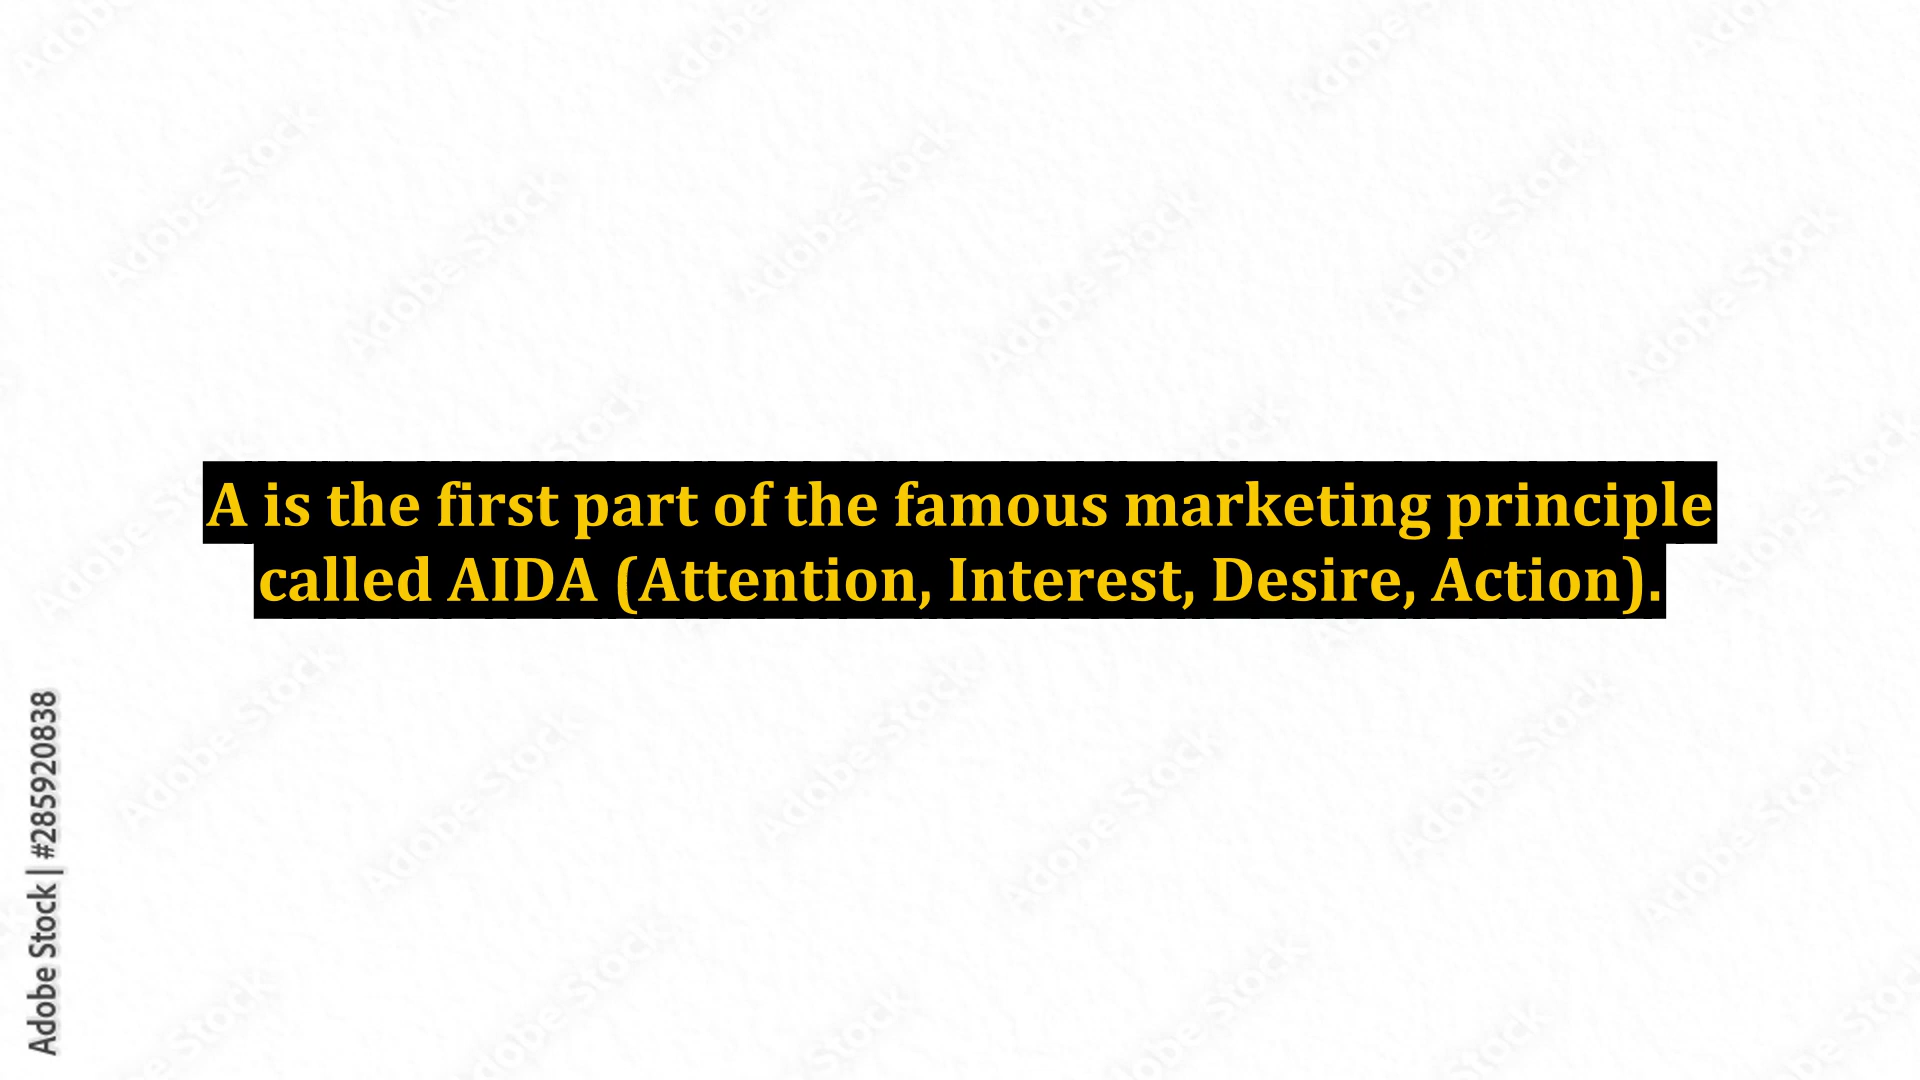 A is the first part of the famous marketing principle
called AIDA (Attention, Interest, Desire, Action).
Adobe Stock | #285920838